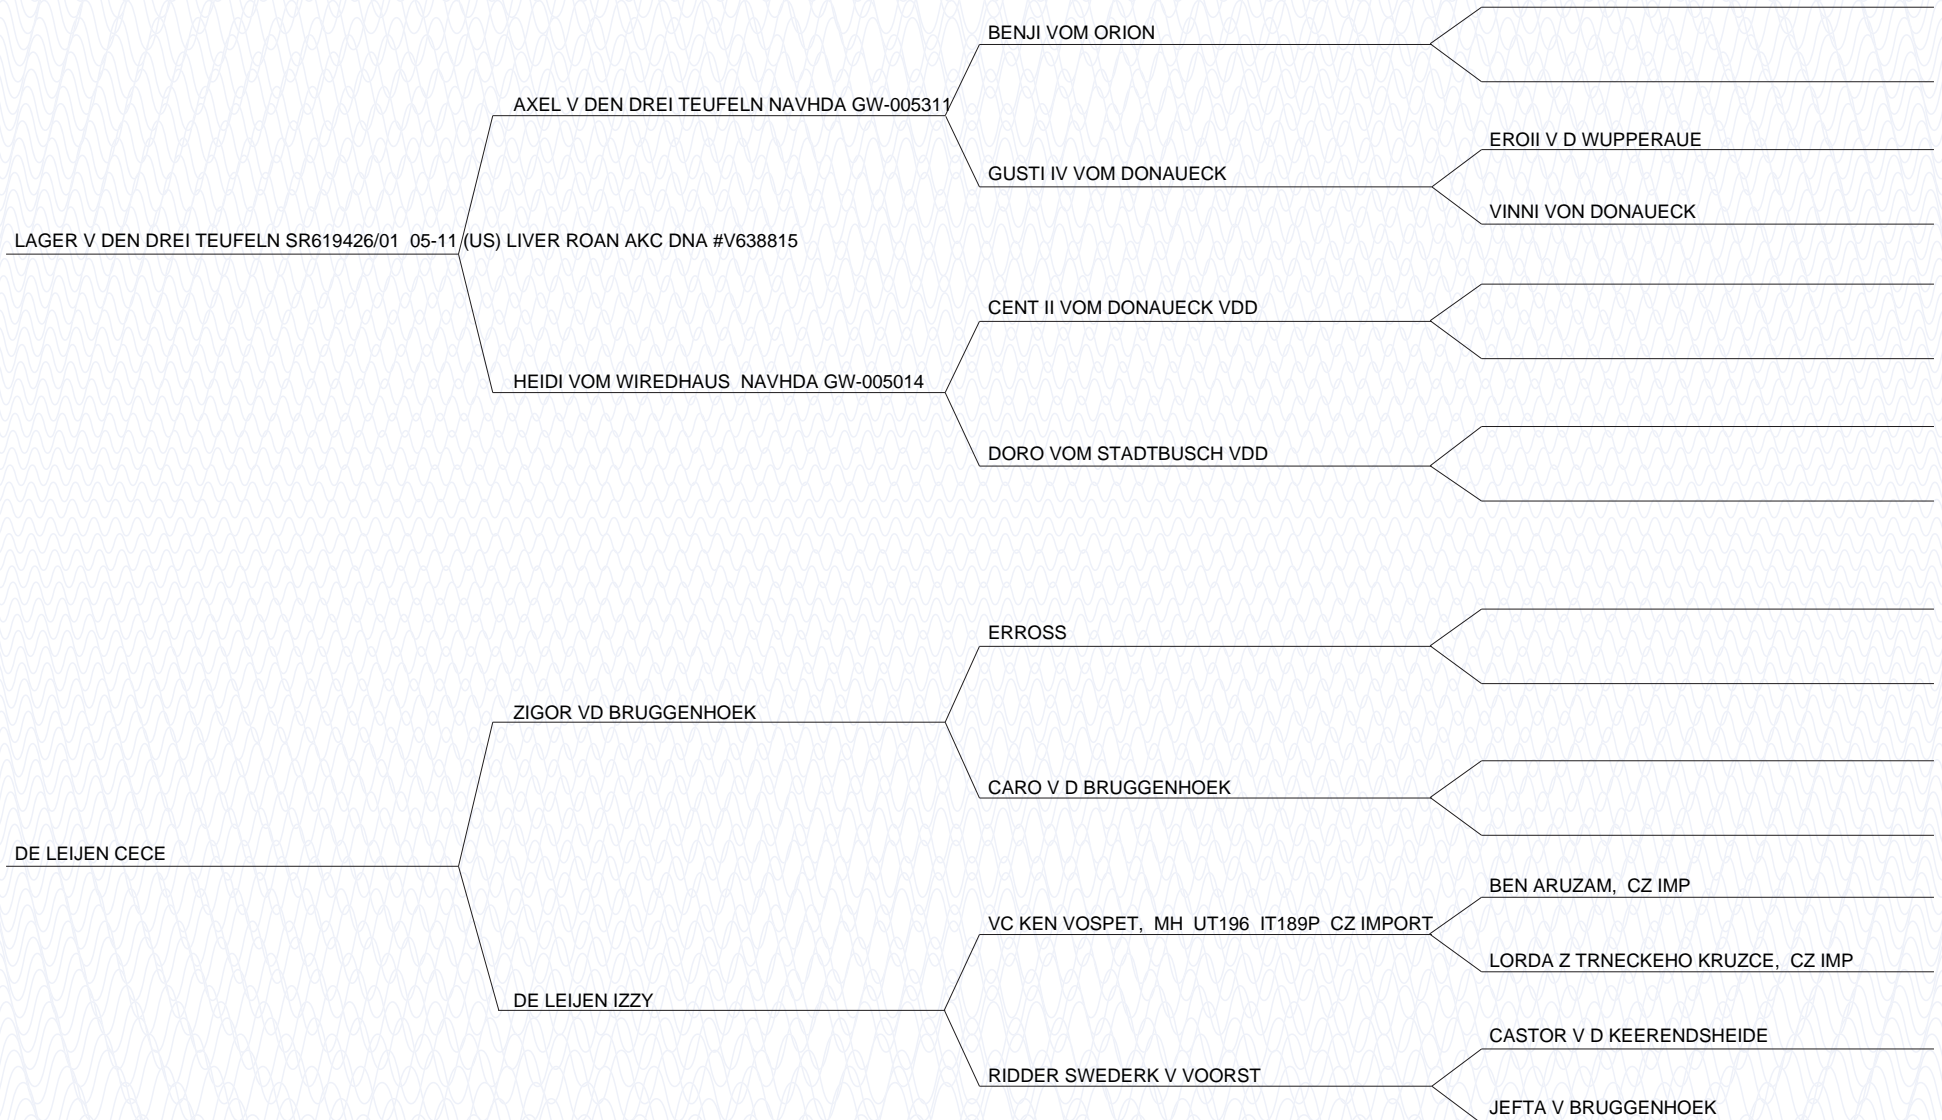 BENJI VOM ORION
AXEL V DEN DREI TEUFELN NAVHDA GW-005311
EROII V D WUPPERAUE
GUSTI IV VOM DONAUECK
VINNI VON DONAUECK
LAGER V DEN DREI TEUFELN SR619426/01 05-11 (US) LIVER ROAN AKC DNA #V638815
CENT II VOM DONAUECK VDD
HEIDI VOM WIREDHAUS NAVHDA GW-005014
DORO VOM STADTBUSCH VDD
ERROSS
ZIGOR VD BRUGGENHOEK
CARO V D BRUGGENHOEK
DE LEIJEN CECE
BEN ARUZAM, CZ IMP
VC KEN VOSPET, MH UT196 IT189P CZ IMPORT
LORDA Z TRNECKEHO KRUZCE, CZ IMP
DE LEIJEN IZZY
CASTOR V D KEERENDSHEIDE
RIDDER SWEDERK V VOORST
JEFTA V BRUGGENHOEK